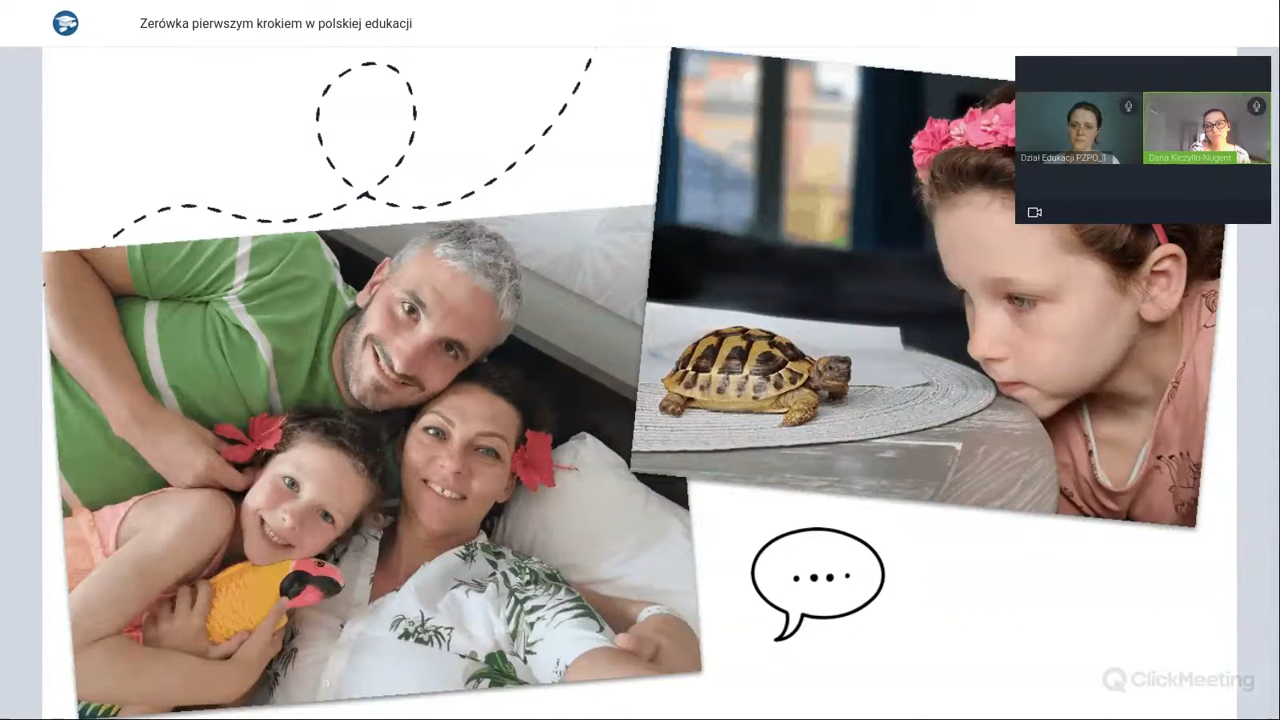 Zerówka pierwszym krokiem w polskiej edukacji
Dział Edukacji PZPO_1
Daria Kiczyllo-Nugent
ClickMeeting